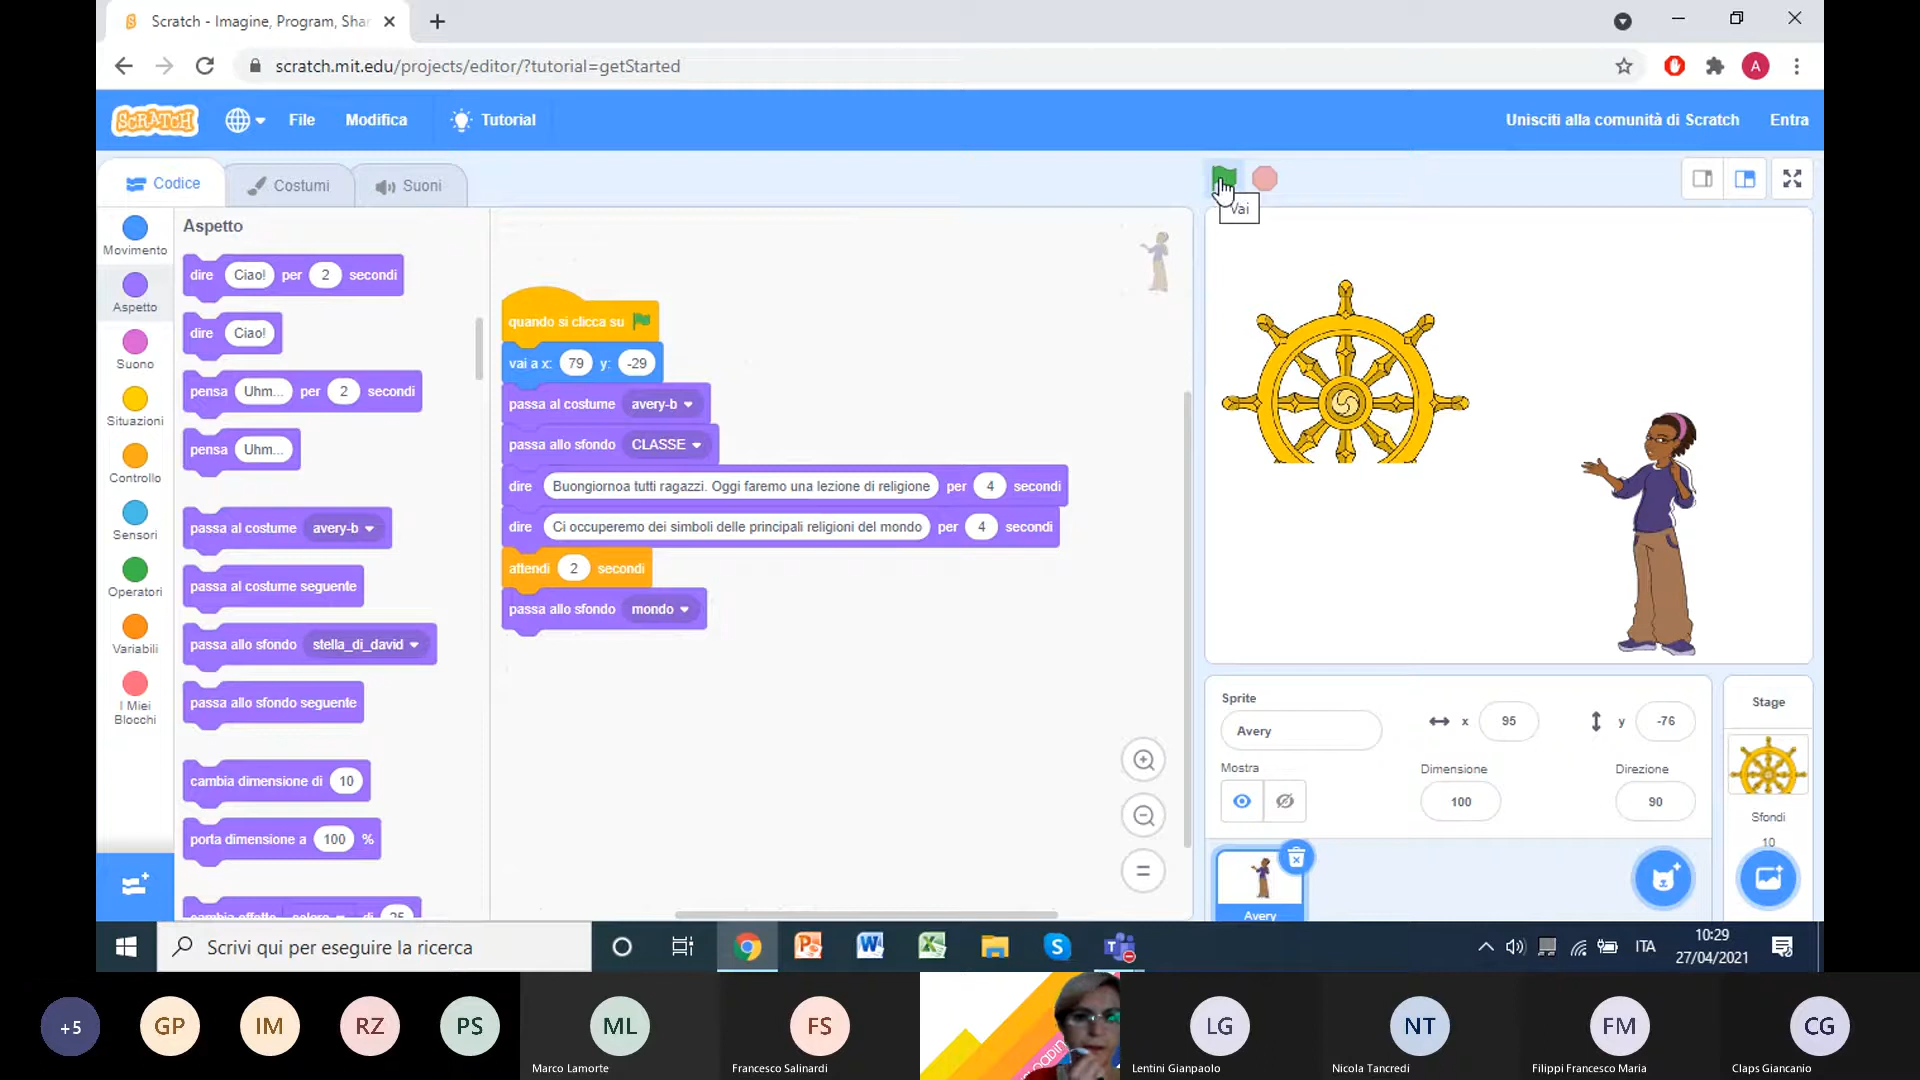 Scratch - Imagine, Program, Shar
scratch.mit.edu/projects/editor/?tutorial=getStarted
A
SCRATCH
File
Modifica
Tutorial
Unisciti alla comunità di Scratch
Entra
Codice
Costumi
Suoni
Vai
Movimento
Aspetto
Suono
Situazioni
Controllo
Sensori
Operatori
Variabili
I Miei
Blocchi
Aspetto
dire Ciao! per 2 secondi
dire Ciao!
pensa Uhm... per 2 secondi
pensa Uhm...
passa al costume avery-b
passa al costume seguente
passa allo sfondo stella_di_david
passa allo sfondo seguente
cambia dimensione di 10
porta dimensione a 100 %
cambia effetto colore di 25
quando si clicca su
vai a x: 79 y: -29
passa al costume avery-b
passa allo sfondo CLASSE
dire Buongiornoa tutti ragazzi. Oggi faremo una lezione di religione per 4 secondi
dire Ci occuperemo dei simboli delle principali religioni del mondo per 4 secondi
attendi 2 secondi
passa allo sfondo mondo
Sprite
Avery
x 95
y -76
Mostra
Dimensione
100
Direzione
90
Avery
Stage
Sfondi
10
Scrivi qui per eseguire la ricerca
ITA
10:29
27/04/2021
+5
GP
IM
RZ
PS
ML
Marco Lamorte
FS
Francesco Salinardi
LG
Lentini Gianpaolo
NT
Nicola Tancredi
FM
Filippi Francesco Maria
CG
Claps Giancanio